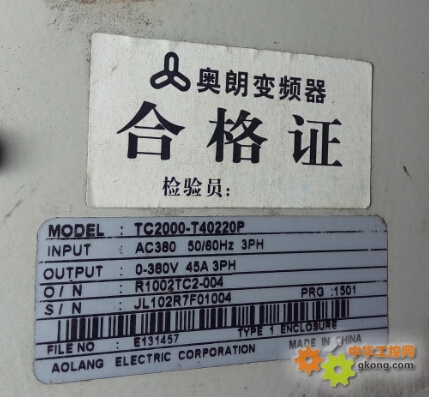 奥朗变频器
合格证
检验员:
MODEL : TC2000-T40220P
INPUT : AC380 50/60Hz 3PH
OUTPUT : 0-380V 45A 3PH
O / N : R1002TC2-004
S / N : JL102R7F01004 PRG :1501
FILE NO : E131457 TYPE 1 ENCLOSURE
AOLANG ELECTRIC CORPORATION MADE IN CHINA
中华工控网
gkong.com